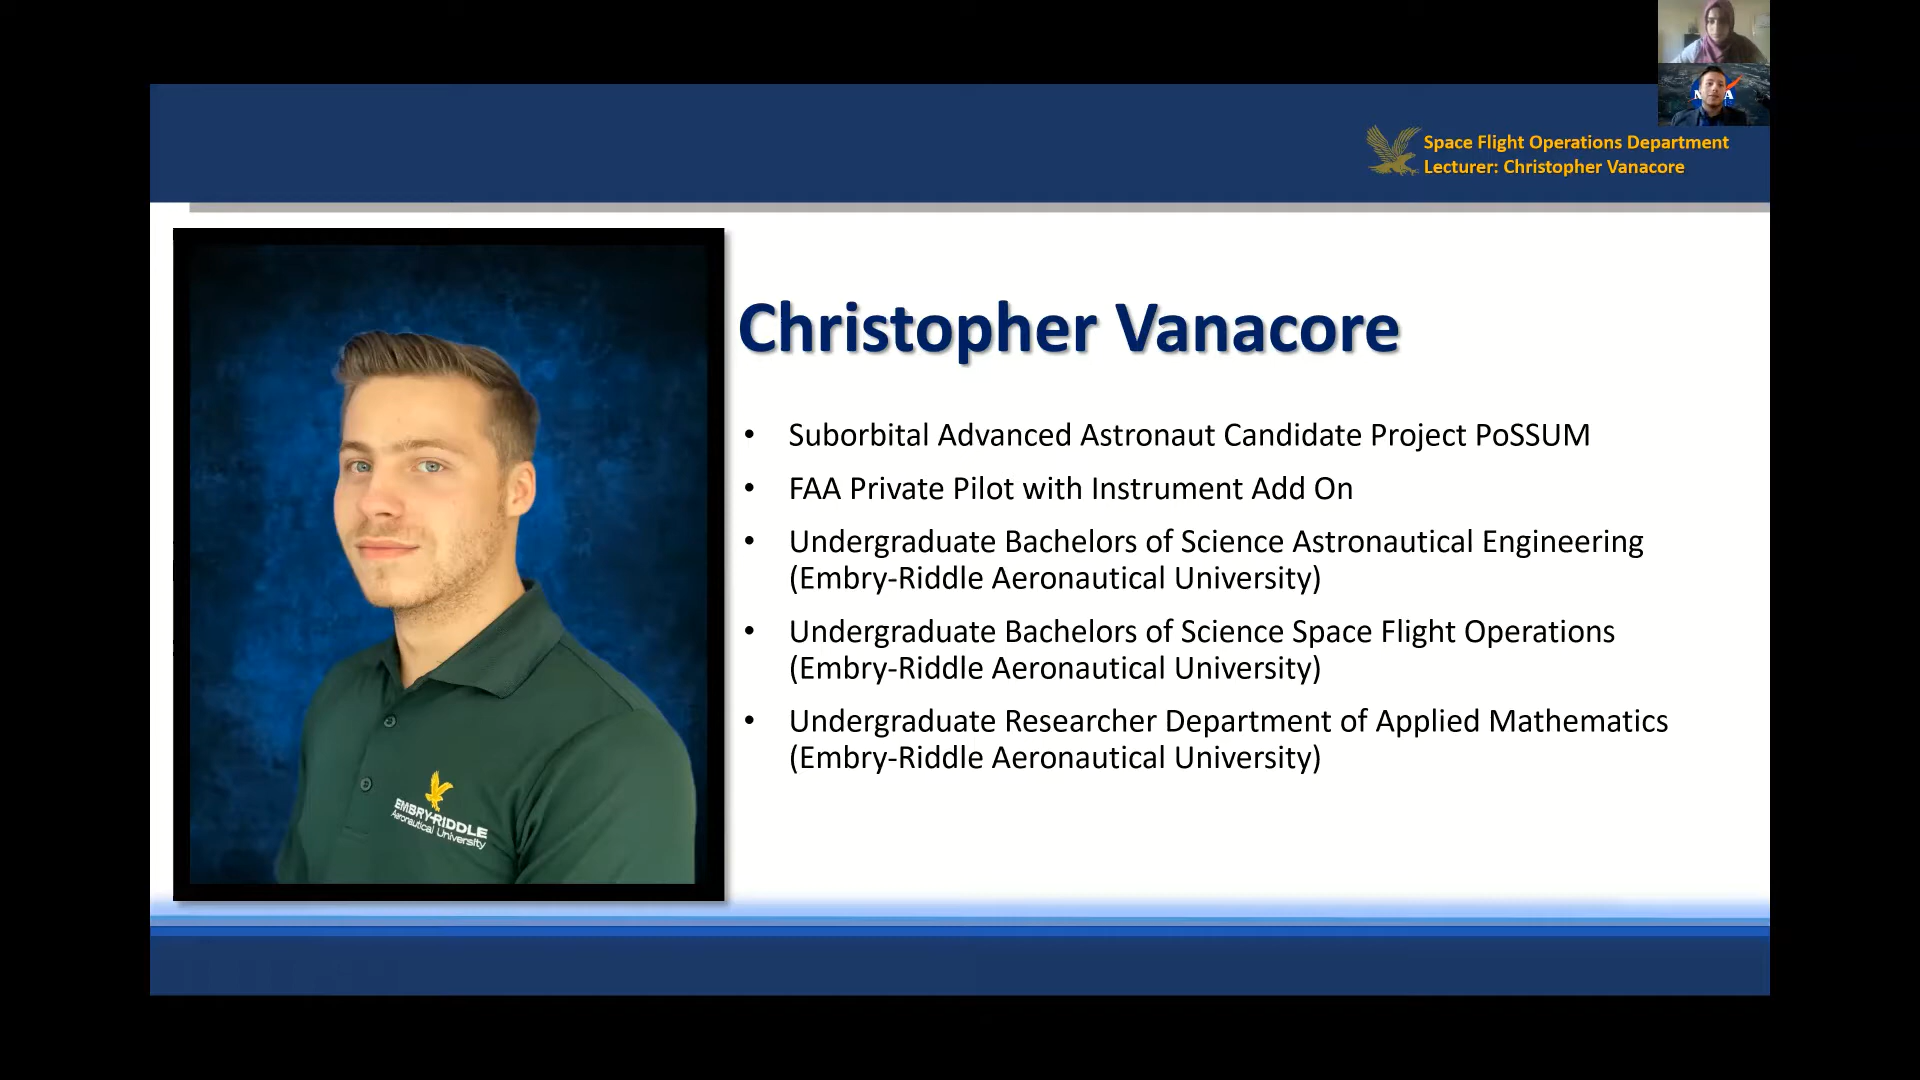 Space Flight Operations Department
Lecturer: Christopher Vanacore
Christopher Vanacore
• Suborbital Advanced Astronaut Candidate Project PoSSUM
• FAA Private Pilot with Instrument Add On
• Undergraduate Bachelors of Science Astronautical Engineering
(Embry-Riddle Aeronautical University)
• Undergraduate Bachelors of Science Space Flight Operations
(Embry-Riddle Aeronautical University)
• Undergraduate Researcher Department of Applied Mathematics
(Embry-Riddle Aeronautical University)
EMBRY-RIDDLE
Aeronautical University